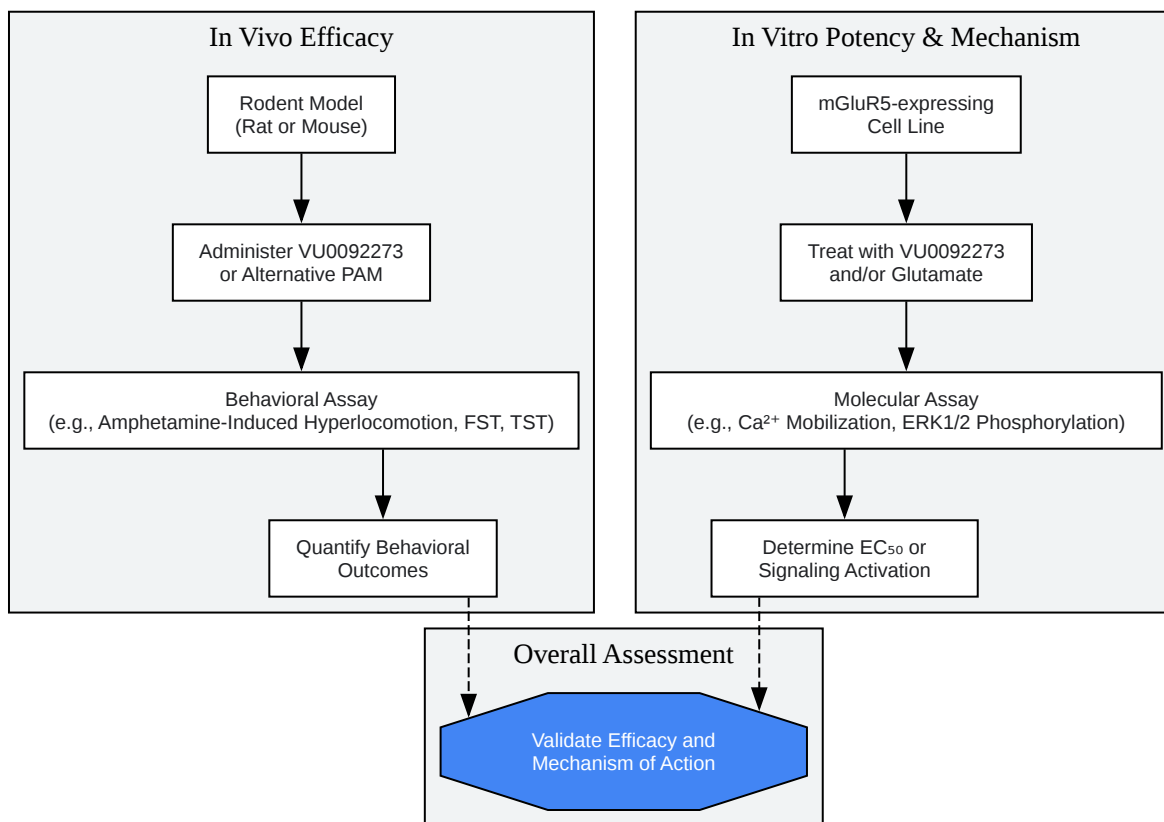 In Vivo Efficacy
Rodent Model
(Rat or Mouse)
Administer VU0092273
or Alternative PAM
Behavioral Assay
(e.g., Amphetamine-Induced Hyperlocomotion, FST, TST)
Quantify Behavioral
Outcomes
In Vitro Potency & Mechanism
mGluR5-expressing
Cell Line
Treat with VU0092273
and/or Glutamate
Molecular Assay
(e.g., Ca²⁺ Mobilization, ERK1/2 Phosphorylation)
Determine EC₅₀ or
Signaling Activation
Overall Assessment
Validate Efficacy and
Mechanism of Action